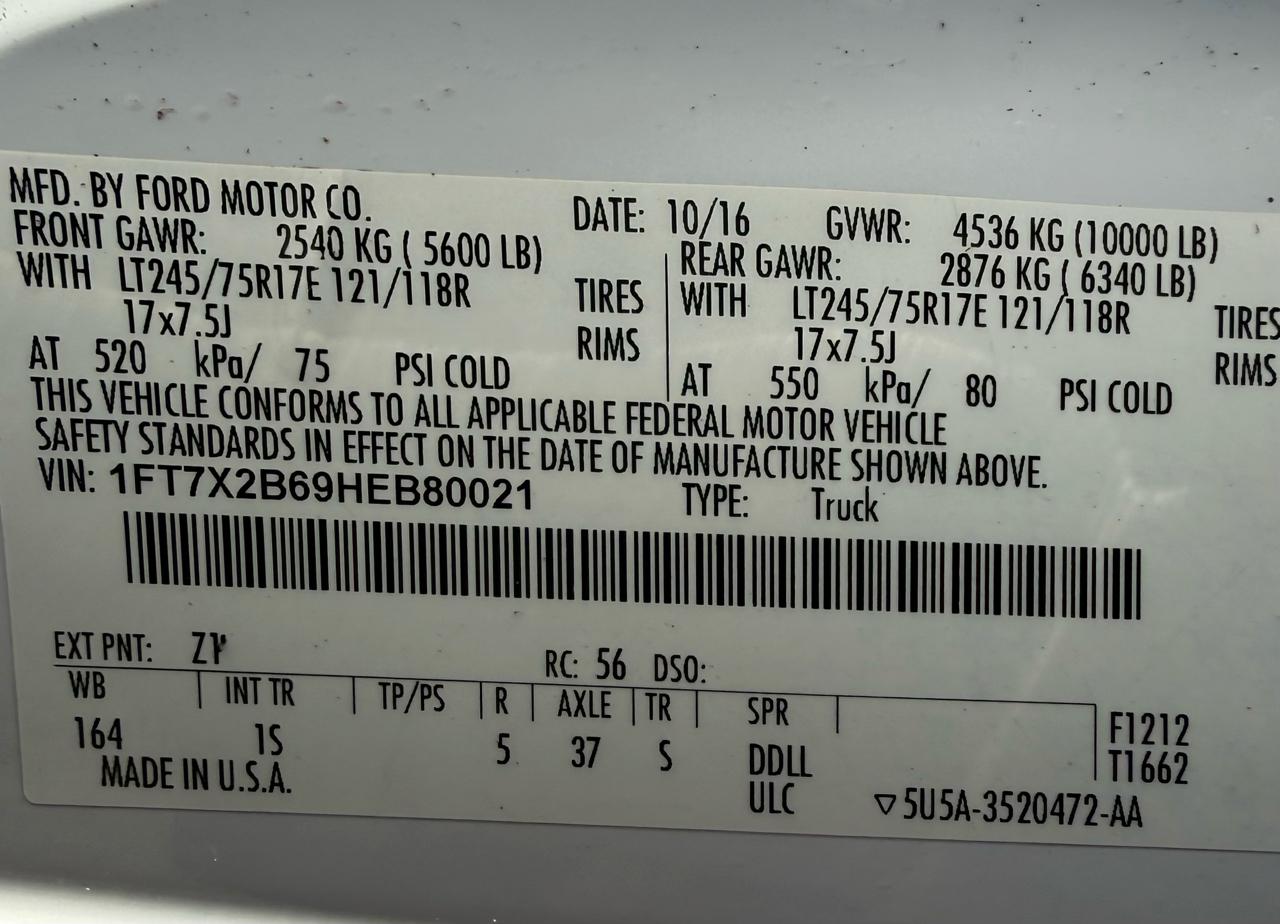 MFD. BY FORD MOTOR CO. DATE: 10/16 GVWR: 4536 KG (10000 LB)
FRONT GAWR: 2540 KG ( 5600 LB) REAR GAWR: 2876 KG ( 6340 LB)
WITH LT245/75R17E 121/118R TIRES WITH LT245/75R17E 121/118R TIRES
17x7.5J RIMS 17x7.5J RIMS
AT 520 kPa/ 75 PSI COLD AT 550 kPa/ 80 PSI COLD
THIS VEHICLE CONFORMS TO ALL APPLICABLE FEDERAL MOTOR VEHICLE
SAFETY STANDARDS IN EFFECT ON THE DATE OF MANUFACTURE SHOWN ABOVE.
VIN: 1FT7X2B69HEB80021 TYPE: Truck
EXT PNT: RC: 56 DSO:
WB INT TR TP/PS R AXLE TR SPR
164 1S 5 37 S DDLL F1212
MADE IN U.S.A. ULC T1662
▽5U5A-3520472-AA